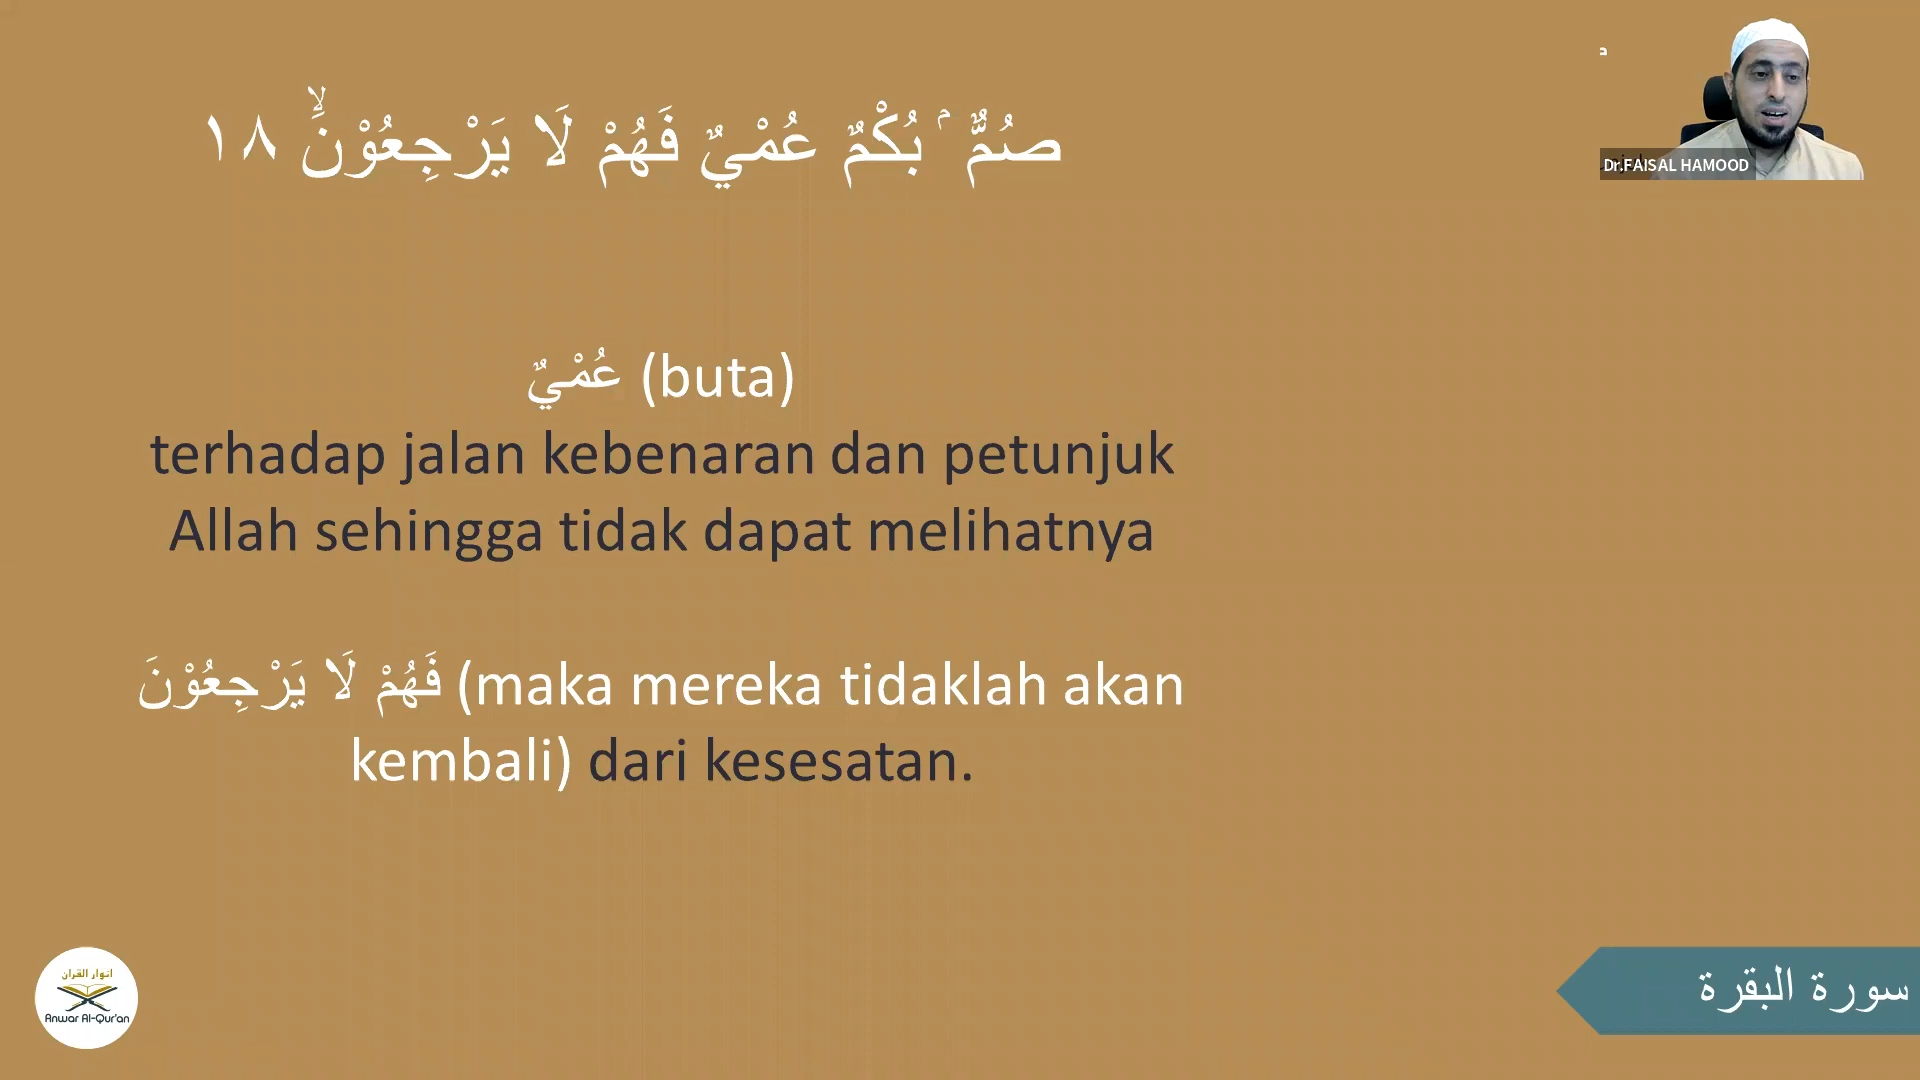 صُمٌّ ۢ بُكْمٌ عُمْيٌ فَهُمْ لَا يَرْجِعُوْنَۙ ١٨
Dr.FAISAL HAMOOD
عُمْيٌ (buta)
terhadap jalan kebenaran dan petunjuk
Allah sehingga tidak dapat melihatnya
فَهُمْ لَا يَرْجِعُوْنَ (maka mereka tidaklah akan
kembali) dari kesesatan.
انوار القران
Anwar Al-Qur'an
سورة البقرة